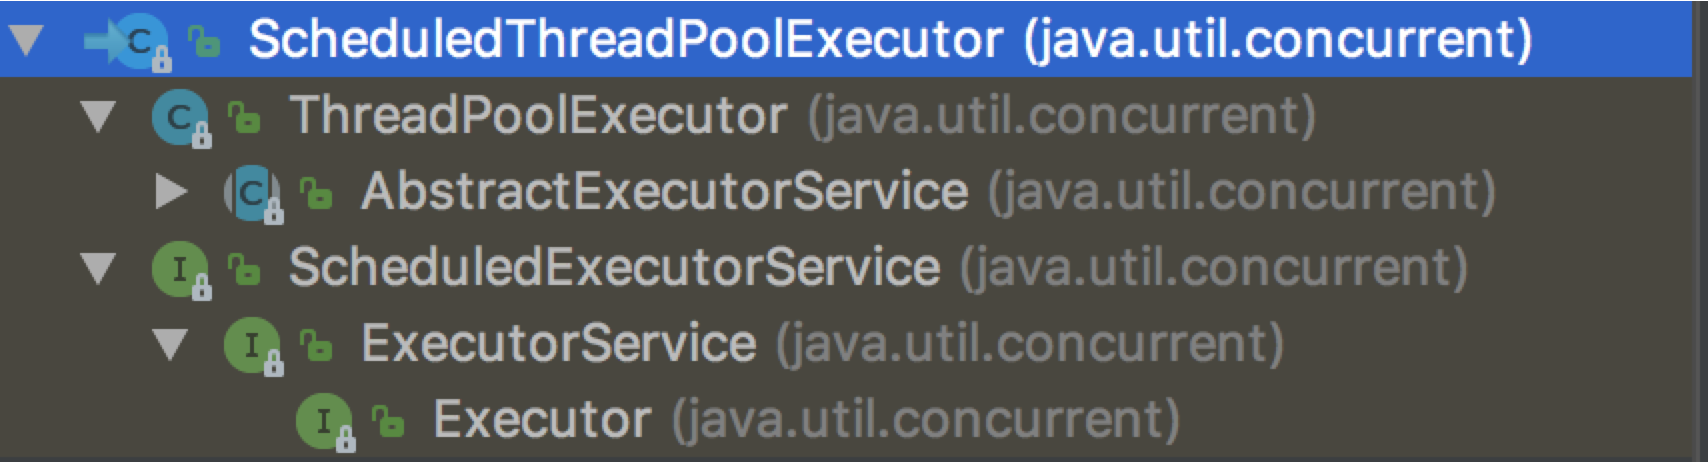 C ScheduledThreadPoolExecutor (java.util.concurrent)
C ThreadPoolExecutor (java.util.concurrent)
C AbstractExecutorService (java.util.concurrent)
I ScheduledExecutorService (java.util.concurrent)
I ExecutorService (java.util.concurrent)
I Executor (java.util.concurrent)